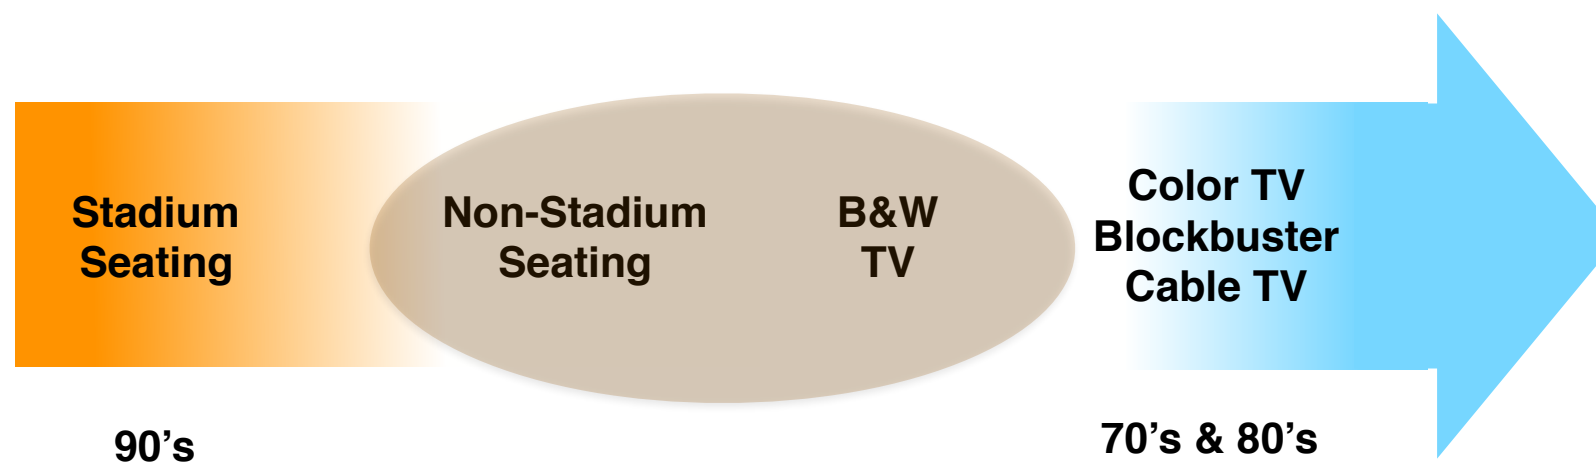 Stadium
Seating
Non-Stadium
Seating
B&W
TV
Color TV
Blockbuster
Cable TV
90’s
70’s & 80’s